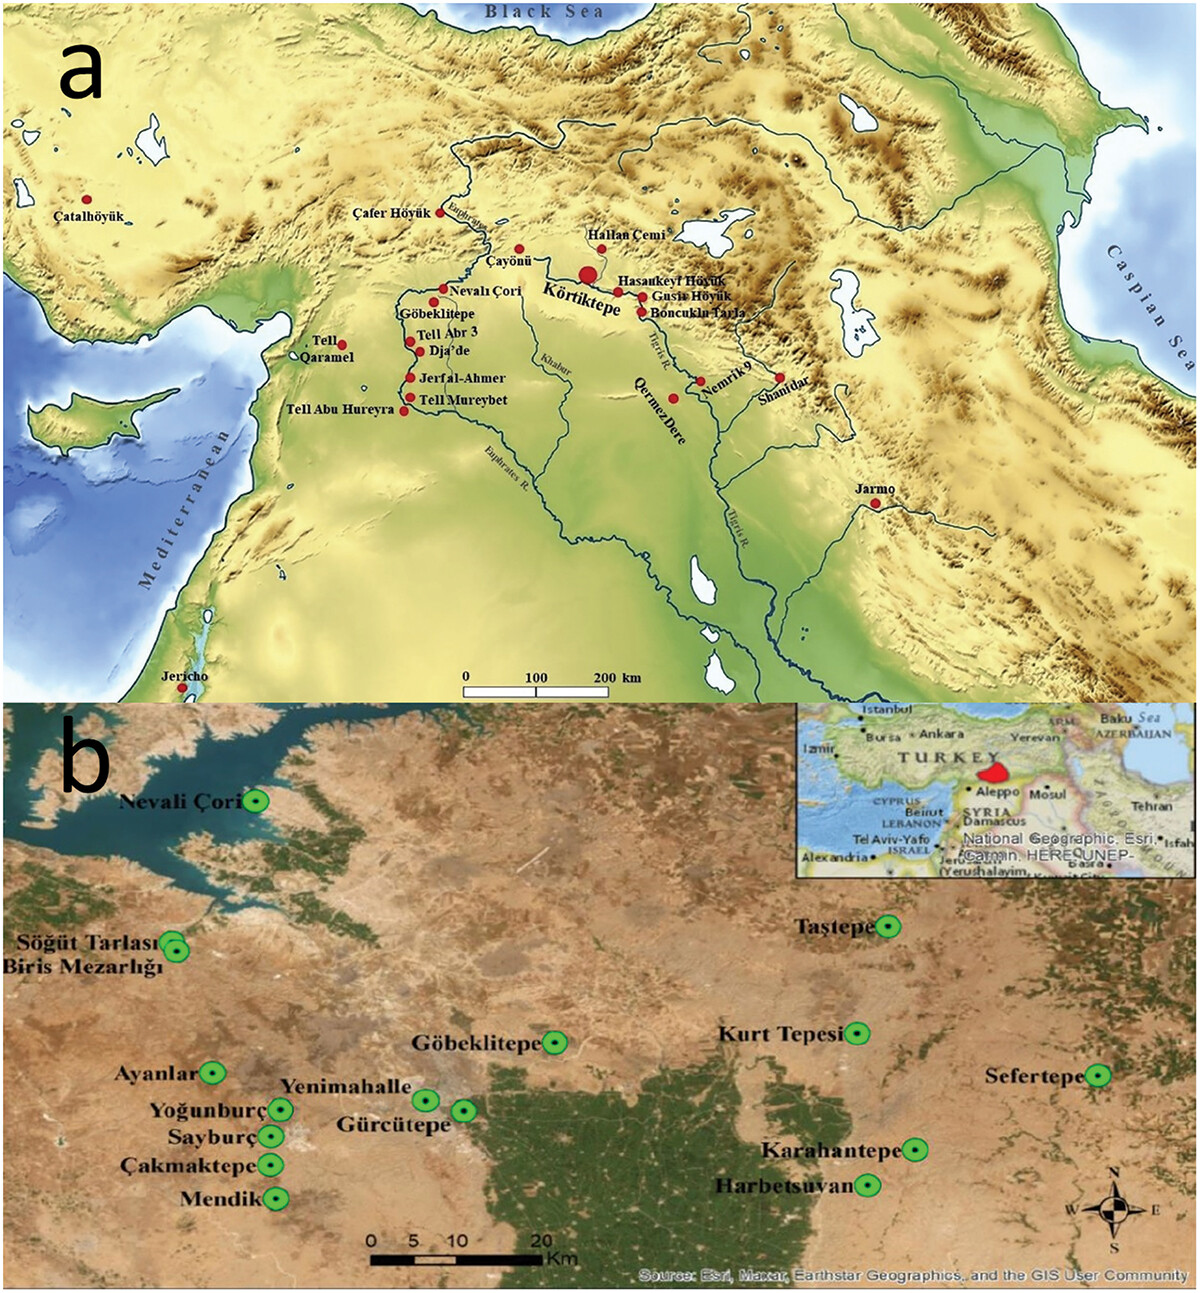 a
Black Sea
Çatalhöyük
Çafer Höyük
Euphrates
Hallan Çemi
Çayönü
Körtiktepe
Hasankeyf Höyük
Gusir Höyük
Boncuklu Tarla
Nevalı Çori
Göbeklitepe
Tell Abr 3
Dja'de
Tell
Qaramel
Jerf al-Ahmer
Tell Mureybet
Tell Abu Hureyra
Khabur
Tigris R.
Nemrik 9
Shanidar
Qermez Dere
Euphrates R.
Tigris R.
Jarmo
Caspian Sea
Mediterranean
Jericho
0 100 200 km
b
Nevali Çori
Söğüt Tarlası
Biris Mezarlığı
Ayanlar
Yoğunburç
Sayburç
Çakmaktepe
Mendik
Göbeklitepe
Yenimahalle
Gürcütepe
Taştepe
Kurt Tepesi
Sefertepe
Karahantepe
Harbetsuvan
N
W E
S
0 5 10 20
Km
Istanbul
Bursa Ankara
Izmir
TURKEY
ARM.
Yerevan
Baku Sea
AZERBAIJAN
Aleppo Mosul
Tehran
CYPRUS
SYRIA
Beirut
LEBANON
Damascus
Tel Aviv-Yafo
ISRAEL
Alexandria
(Yerushalayim,
Basra
Isfah
National Geographic, Esri,
Garmin, HERE, UNEP-
Source: Esri, Maxar, Earthstar Geographics, and the GIS User Community